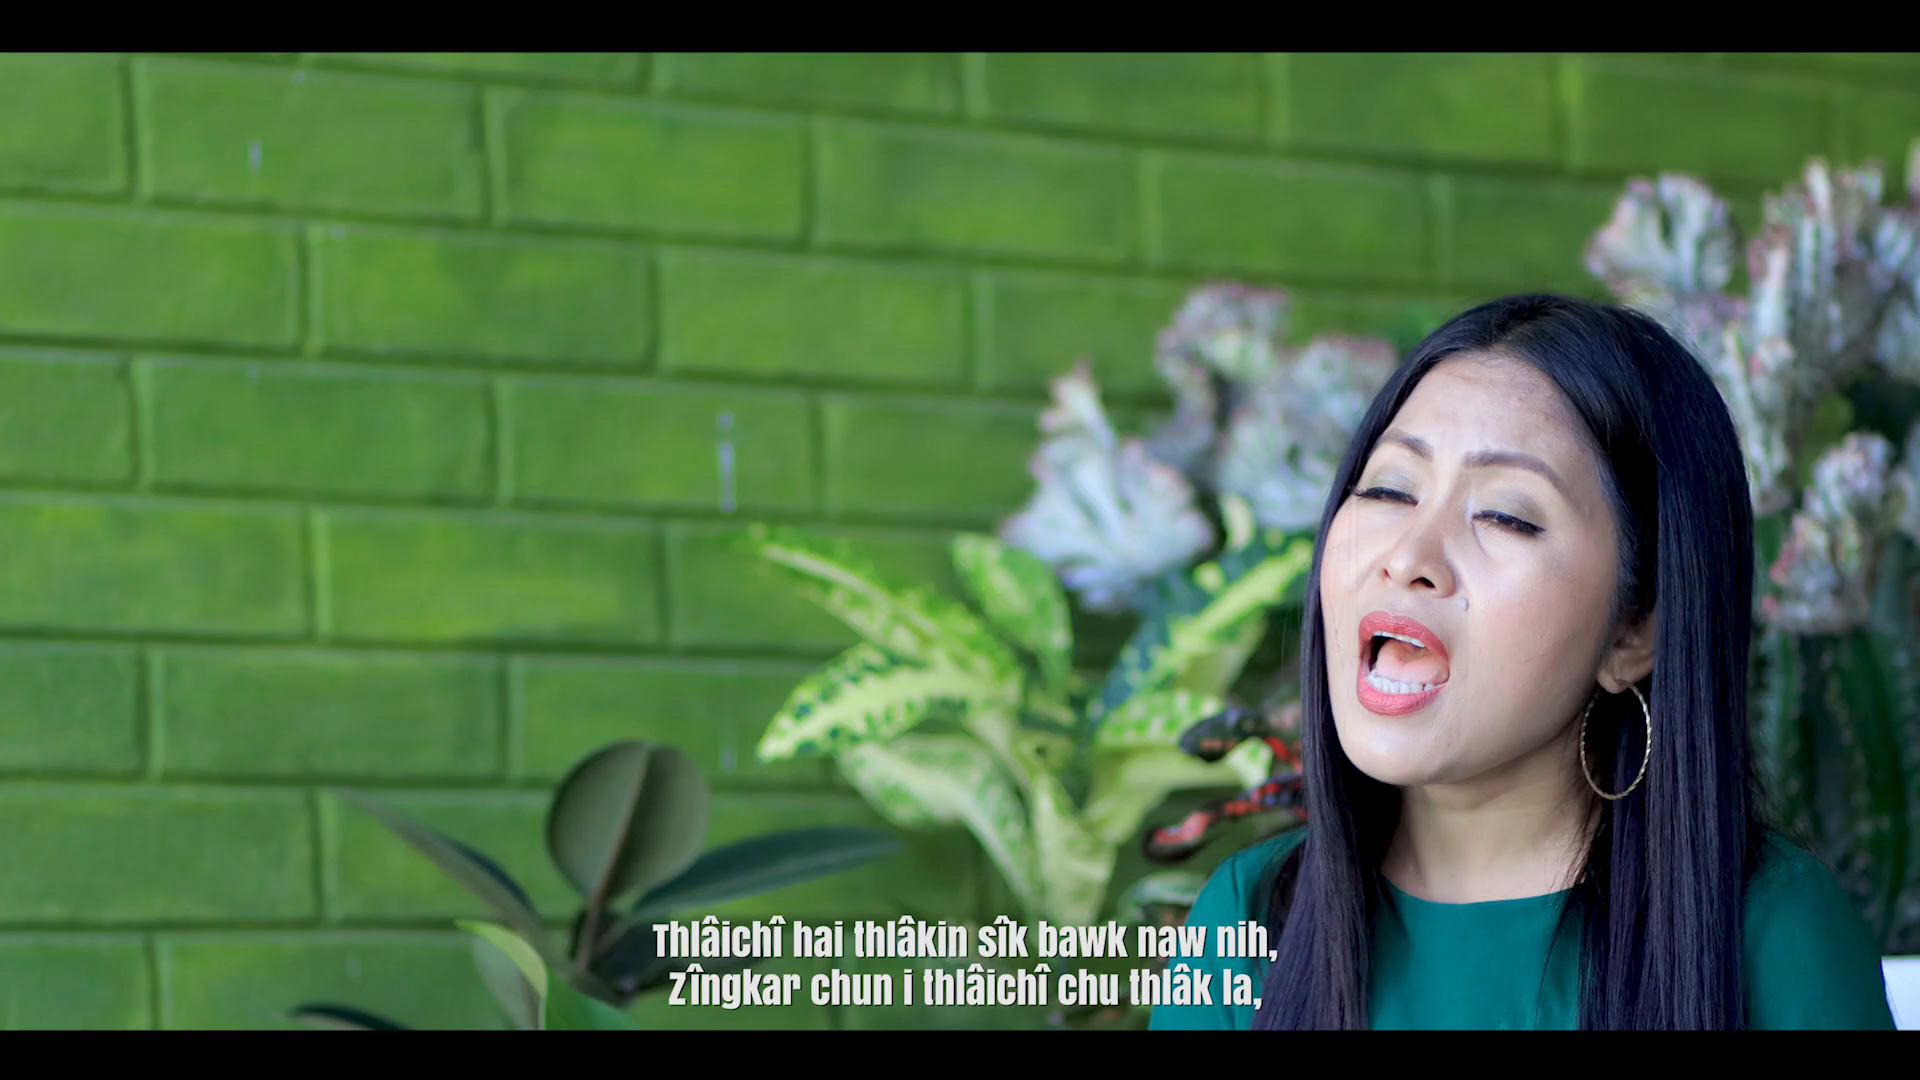 Thlâichî hai thlâkin sîk bawk naw nih,
Zîngkar chun i thlâichî chu thlâk la,